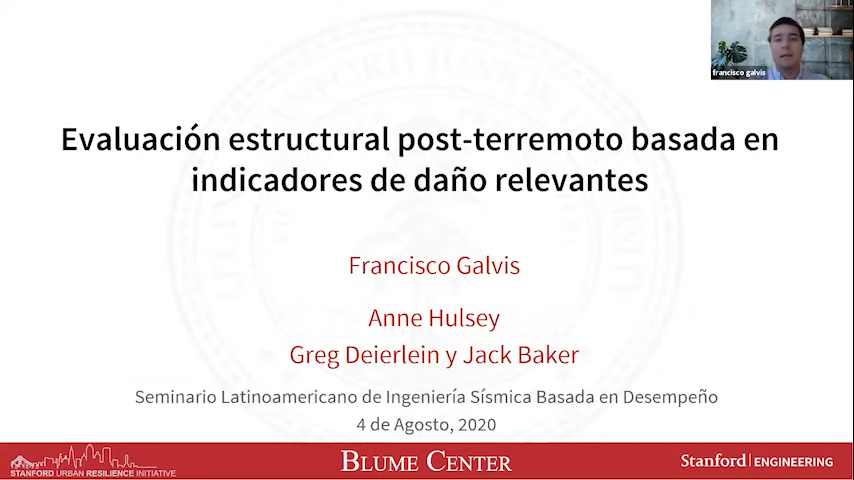 francisco galvis
Evaluación estructural post-terremoto basada en
indicadores de daño relevantes
Francisco Galvis
Anne Hulsey
Greg Deierlein y Jack Baker
Seminario Latinoamericano de Ingeniería Sísmica Basada en Desempeño
4 de Agosto, 2020
STANFORD URBAN RESILIENCE INITIATIVE
BLUME CENTER
Stanford | ENGINEERING